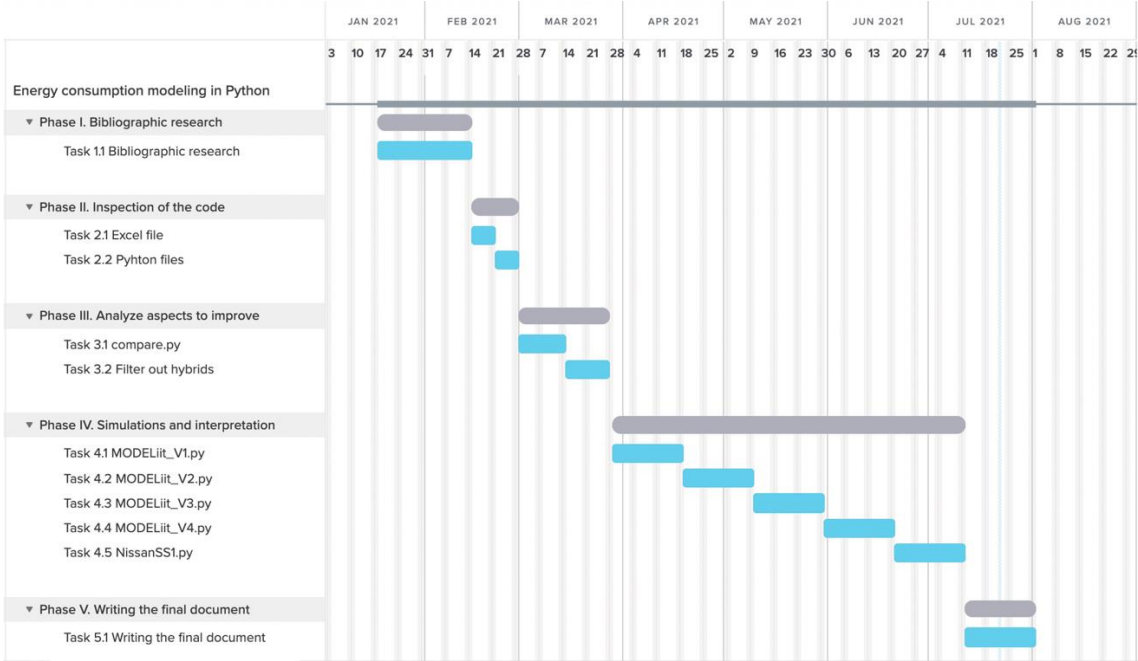 JAN 2021 FEB 2021 MAR 2021 APR 2021 MAY 2021 JUN 2021 JUL 2021 AUG 2021
3 10 17 24 31 7 14 21 28 7 14 21 28 4 11 18 25 2 9 16 23 30 6 13 20 27 4 11 18 25 1 8 15 22
Energy consumption modeling in Python
Phase I. Bibliographic research
Task 1.1 Bibliographic research
Phase II. Inspection of the code
Task 2.1 Excel file
Task 2.2 Pyhton files
Phase III. Analyze aspects to improve
Task 3.1 compare.py
Task 3.2 Filter out hybrids
Phase IV. Simulations and interpretation
Task 4.1 MODELiit_V1.py
Task 4.2 MODELiit_V2.py
Task 4.3 MODELiit_V3.py
Task 4.4 MODELiit_V4.py
Task 4.5 NissanSS1.py
Phase V. Writing the final document
Task 5.1 Writing the final document